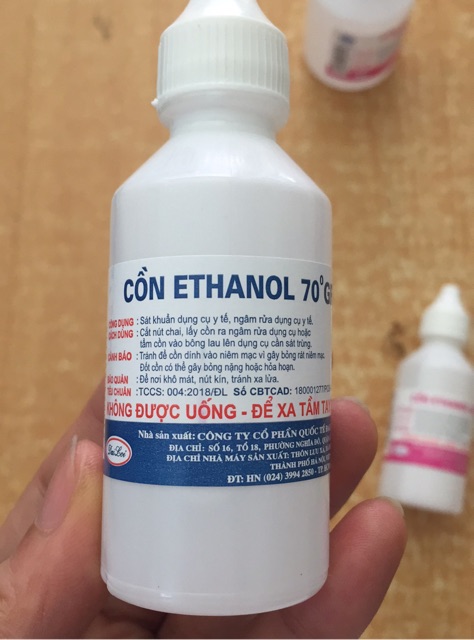 CỒN ETHANOL 70⁰
CÔNG DỤNG : Sát khuẩn dụng cụ y tế, ngâm rửa dụng cụ y tế.
CÁCH DÙNG : Cắt nút chai, lấy cồn ra ngâm rửa dụng cụ hoặc
tẩm cồn vào bông lau lên dụng cụ cần sát trùng.
CẢNH BÁO : Tránh để cồn dính vào niêm mạc vì gây bỏng rát niêm mạc.
Đốt cồn có thể gây bỏng nặng hoặc hỏa hoạn.
BẢO QUẢN : Để nơi khô mát, nút kín, tránh xa lửa.
TIÊU CHUẨN : TCCS: 004:2018/ĐL Số CBTCAD:
KHÔNG ĐƯỢC UỐNG - ĐỂ XA TẦM
Nhà sản xuất: CÔNG TY CỔ PHẦN QUỐC TẾ
ĐỊA CHỈ: SỐ 16, TỔ 18, PHƯỜNG NGHĨA ĐÔ,
ĐỊA CHỈ NHÀ MÁY SẢN XUẤT: THÔN LƯU XÁ,
THÀNH PHỐ HÀ NỘI,
ĐT: HN (024) 3994 2850 -
CỒN ETHANOL